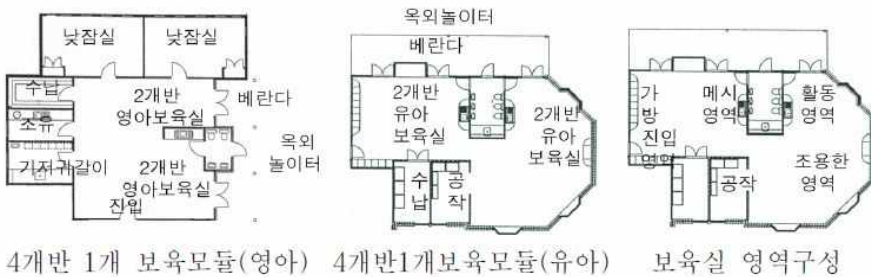 낮잠실 낮잠실
수납
2개반
영아보육실
베란다
조유
옥외
놀이터
기저귀갈이
2개반
영아보육실
진입
4개반 1개 보육모듈(영아)
옥외놀이터
베란다
2개반
유아
보육실
2개반
유아
보육실
수납
공작
4개반1개보육모듈(유아)
가방
진입
영역
메시
영역
활동
영역
조용한
영역
공작
보육실 영역구성